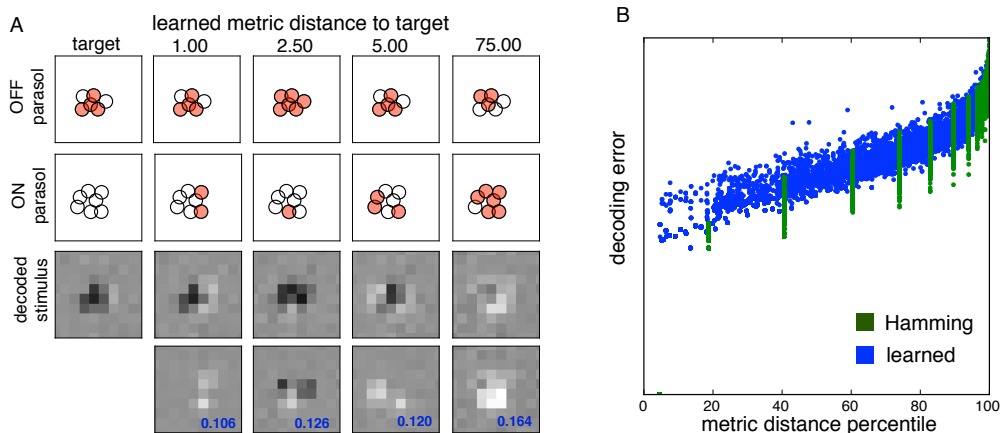 A
learned metric distance to target
target 1.00 2.50 5.00 75.00
OFF
parasol
ON
parasol
decoded
stimulus
0.106 0.126 0.120 0.164
B
decoding error
Hamming
learned
0 20 40 60 80 100
metric distance percentile